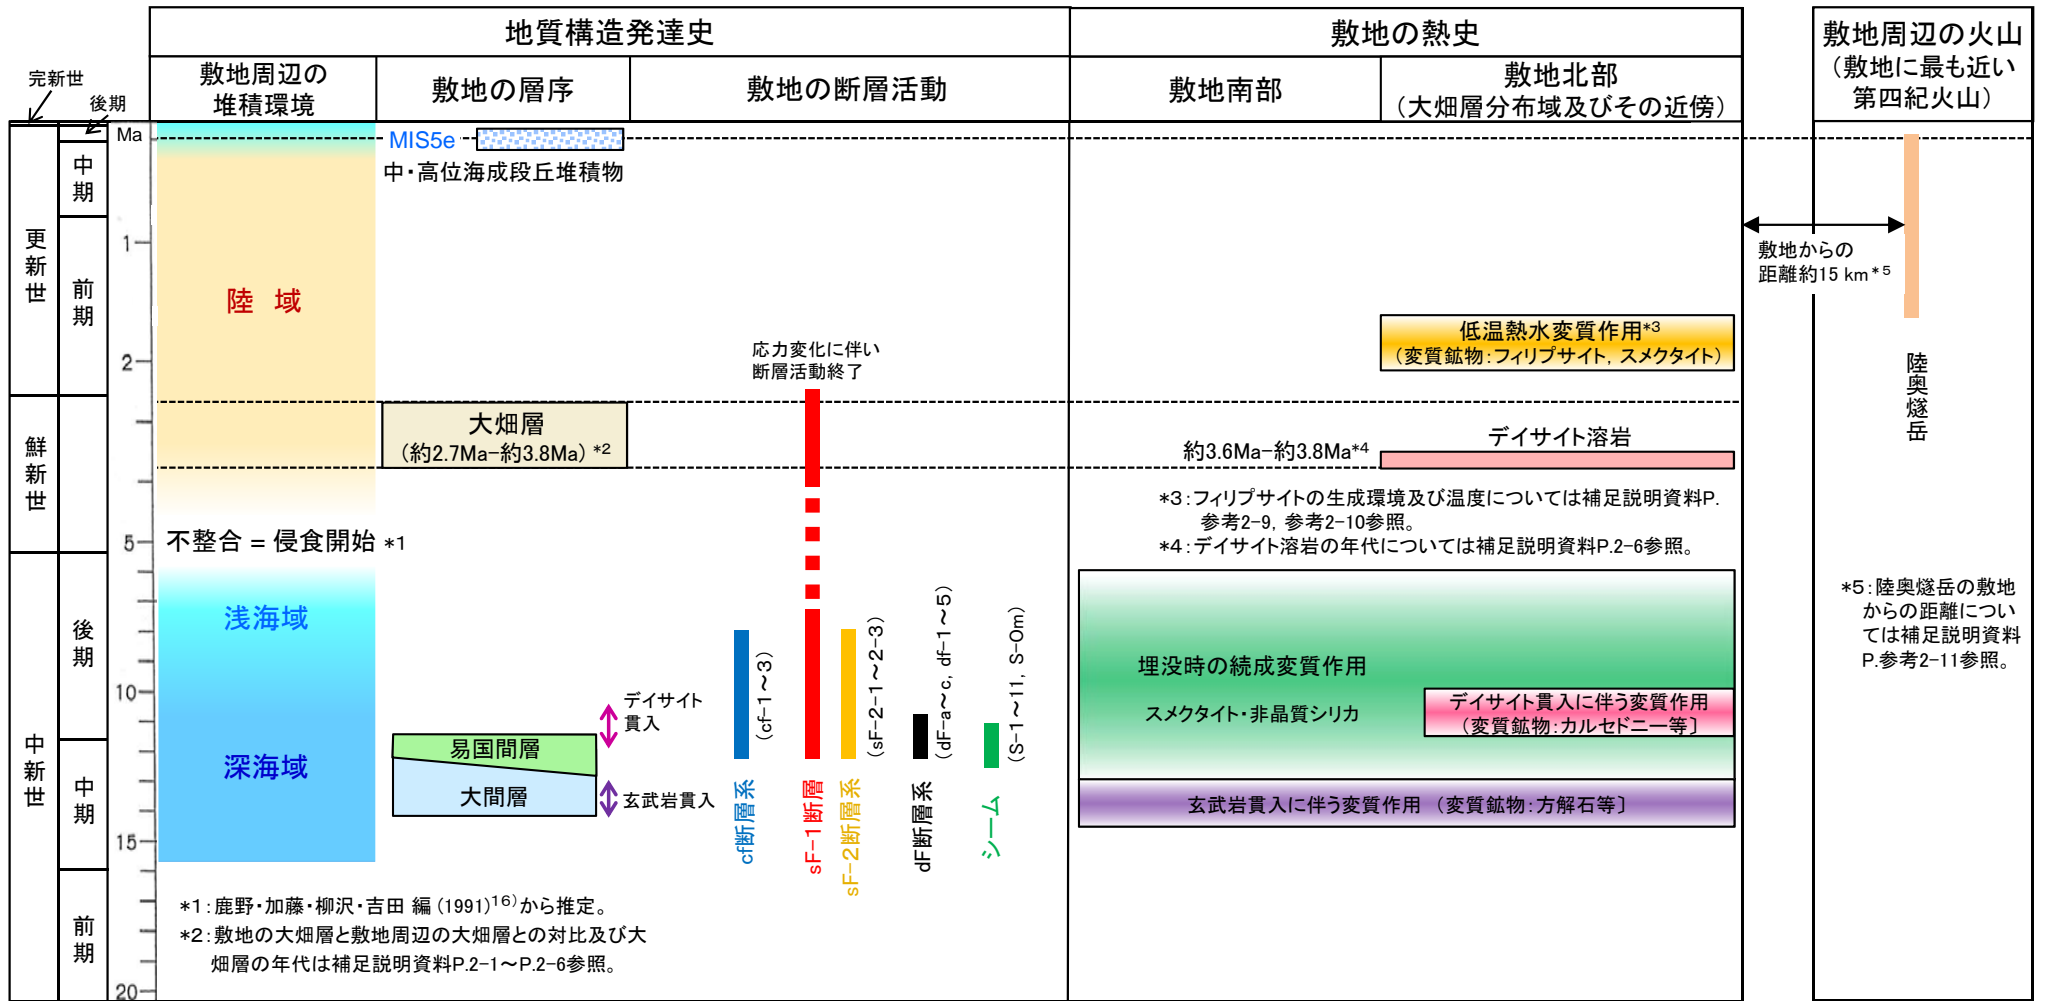 地質構造発達史
敷地の熱史
敷地周辺の火山
(敷地に最も近い
第四紀火山)
敷地周辺の
堆積環境
敷地の層序
敷地の断層活動
敷地南部
敷地北部
(大畑層分布域及びその近傍)
完新世
後期
中期
前期
更新世
鮮新世
後期
中期
前期
中新世
Ma
1
2
5
10
15
20
陸 域
不整合 = 侵食開始 *1
浅海域
深海域
MIS5e
中・高位海成段丘堆積物
大畑層
(約2.7Ma-約3.8Ma) *2
デイサイト
貫入
易国間層
大間層
玄武岩貫入
応力変化に伴い
断層活動終了
cf断層系
(cf-1~3)
sF-1断層
sF-2断層系
(sF-2-1~2-3)
dF断層系
(dF-a~c, df-1~5)
シーム
(S-1~11, S-Om)
低温熱水変質作用*3
(変質鉱物:フィリプサイト, スメクタイト)
デイサイト溶岩
約3.6Ma-約3.8Ma*4
*3:フィリプサイトの生成環境及び温度については補足説明資料P.
参考2-9, 参考2-10参照。
*4:デイサイト溶岩の年代については補足説明資料P.2-6参照。
埋没時の続成変質作用
スメクタイト・非晶質シリカ
デイサイト貫入に伴う変質作用
(変質鉱物:カルセドニー等〕
玄武岩貫入に伴う変質作用 (変質鉱物:方解石等〕
敷地からの
距離約15 km*5
陸奥燧岳
*5:陸奥燧岳の敷地
からの距離につい
ては補足説明資料
P.参考2-11参照。
*1:鹿野・加藤・柳沢・吉田 編 (1991)16)から推定。
*2:敷地の大畑層と敷地周辺の大畑層との対比及び大
畑層の年代は補足説明資料P.2-1~P.2-6参照。